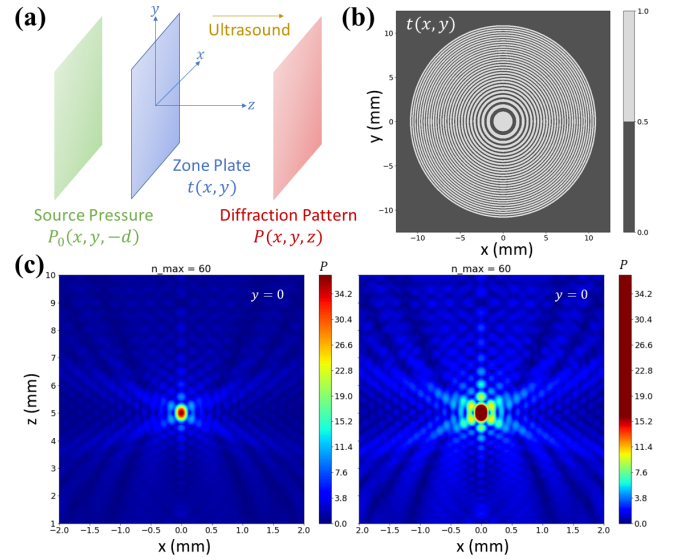 (a)
y
Ultrasound
x
z
Zone Plate
t(x, y)
Source Pressure
P₀(x, y, −d)
Diffraction Pattern
P(x, y, z)
(b)
t(x, y)
1.0
0.5
0.0
10
5
0
−5
−10
y (mm)
−10 −5 0 5 10
x (mm)
(c)
n_max = 60
P
y = 0
10
9
8
7
6
5
4
3
2
1
z (mm)
−2.0 −1.5 −1.0 −0.5 0.0 0.5 1.0 1.5 2.0
x (mm)
34.2
30.4
26.6
22.8
19.0
15.2
11.4
7.6
3.8
0.0
n_max = 60
P
y = 0
−2.0 −1.5 −1.0 −0.5 0.0 0.5 1.0 1.5 2.0
x (mm)
34.2
30.4
26.6
22.8
19.0
15.2
11.4
7.6
3.8
0.0